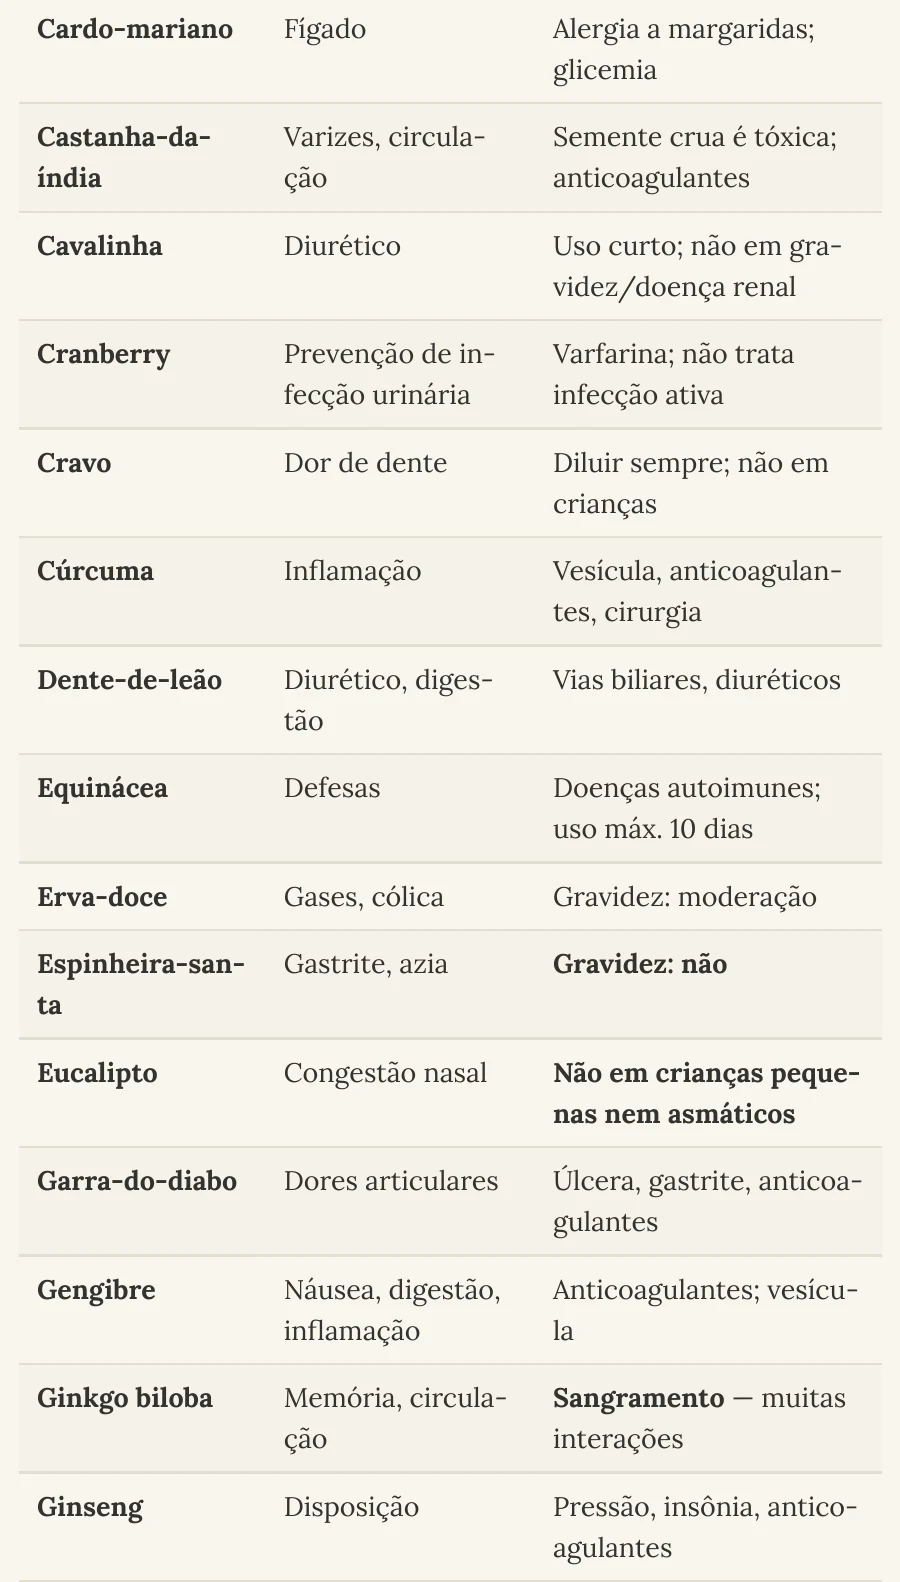 Cardo-mariano Fígado Alergia a margaridas;
glicemia
Castanha-da- Varizes, circula- Semente crua é tóxica;
índia ção anticoagulantes
Cavalinha Diurético Uso curto; não em gra-
videz/doença renal
Cranberry Prevenção de in- Varfarina; não trata
fecção urinária infecção ativa
Cravo Dor de dente Diluir sempre; não em
crianças
Cúrcuma Inflamação Vesícula, anticoagulan-
tes, cirurgia
Dente-de-leão Diurético, diges- Vias biliares, diuréticos
tão
Equinácea Defesas Doenças autoimunes;
uso máx. 10 dias
Erva-doce Gases, cólica Gravidez: moderação
Espinheira-san- Gastrite, azia Gravidez: não
ta
Eucalipto Congestão nasal Não em crianças peque-
nas nem asmáticos
Garra-do-diabo Dores articulares Úlcera, gastrite, anticoa-
gulantes
Gengibre Náusea, digestão, Anticoagulantes; vesícu-
inflamação la
Ginkgo biloba Memória, circula- Sangramento — muitas
ção interações
Ginseng Disposição Pressão, insônia, antico-
agulantes